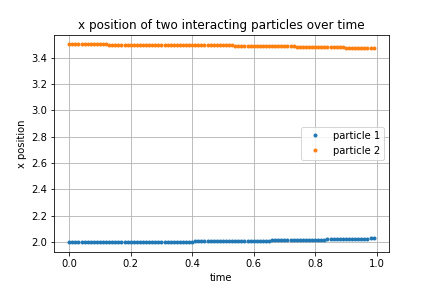 x position of two interacting particles over time
3.4
3.2
3.0
2.8
2.6
2.4
2.2
2.0
x position
particle 1
particle 2
0.0 0.2 0.4 0.6 0.8 1.0
time